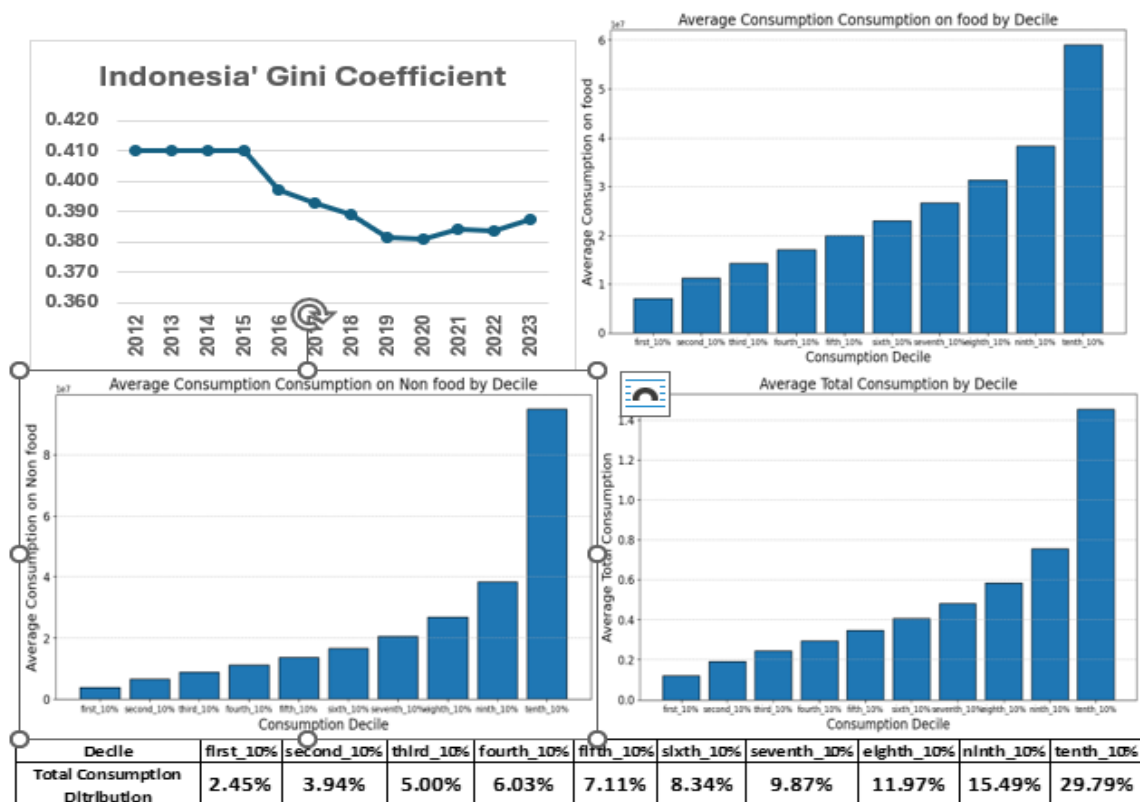 Indonesia' Gini Coefficient
0.420
0.410
0.400
0.390
0.380
0.370
0.360
2012
2013
2014
2015
2016
2018
2019
2020
2021
2022
2023
Average Consumption Consumption on food by Decile
1e7
Average Consumption on food
6
5
4
3
2
1
0
first_10% second_10% third_10% fourth_10% fifth_10% sixth_10% seventh_10% eighth_10% ninth_10% tenth_10%
Consumption Decile
Average Consumption Consumption on Non food by Decile
1e7
Average Consumption on Non food
8
6
4
2
0
first_10% second_10% third_10% fourth_10% fifth_10% sixth_10% seventh_10% eighth_10% ninth_10% tenth_10%
Consumption Decile
Average Total Consumption by Decile
Average Total Consumption
1.4
1.2
1.0
0.8
0.6
0.4
0.2
0.0
first_10% second_10% third_10% fourth_10% fifth_10% sixth_10% seventh_10% eighth_10% ninth_10% tenth_10%
Consumption Decile
Decile first_10% second_10% third_10% fourth_10% fifth_10% sixth_10% seventh_10% eighth_10% ninth_10% tenth_10%
Total Consumption
Ditribution
2.45% 3.94% 5.00% 6.03% 7.11% 8.34% 9.87% 11.97% 15.49% 29.79%